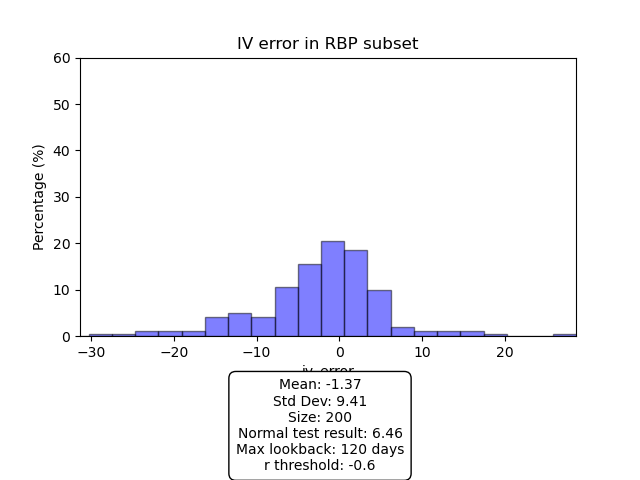 IV error in RBP subset
60
50
40
30
20
10
0
Percentage (%)
−30 −20 −10 0 10 20
iv_error
Mean: -1.37
Std Dev: 9.41
Size: 200
Normal test result: 6.46
Max lookback: 120 days
r threshold: -0.6